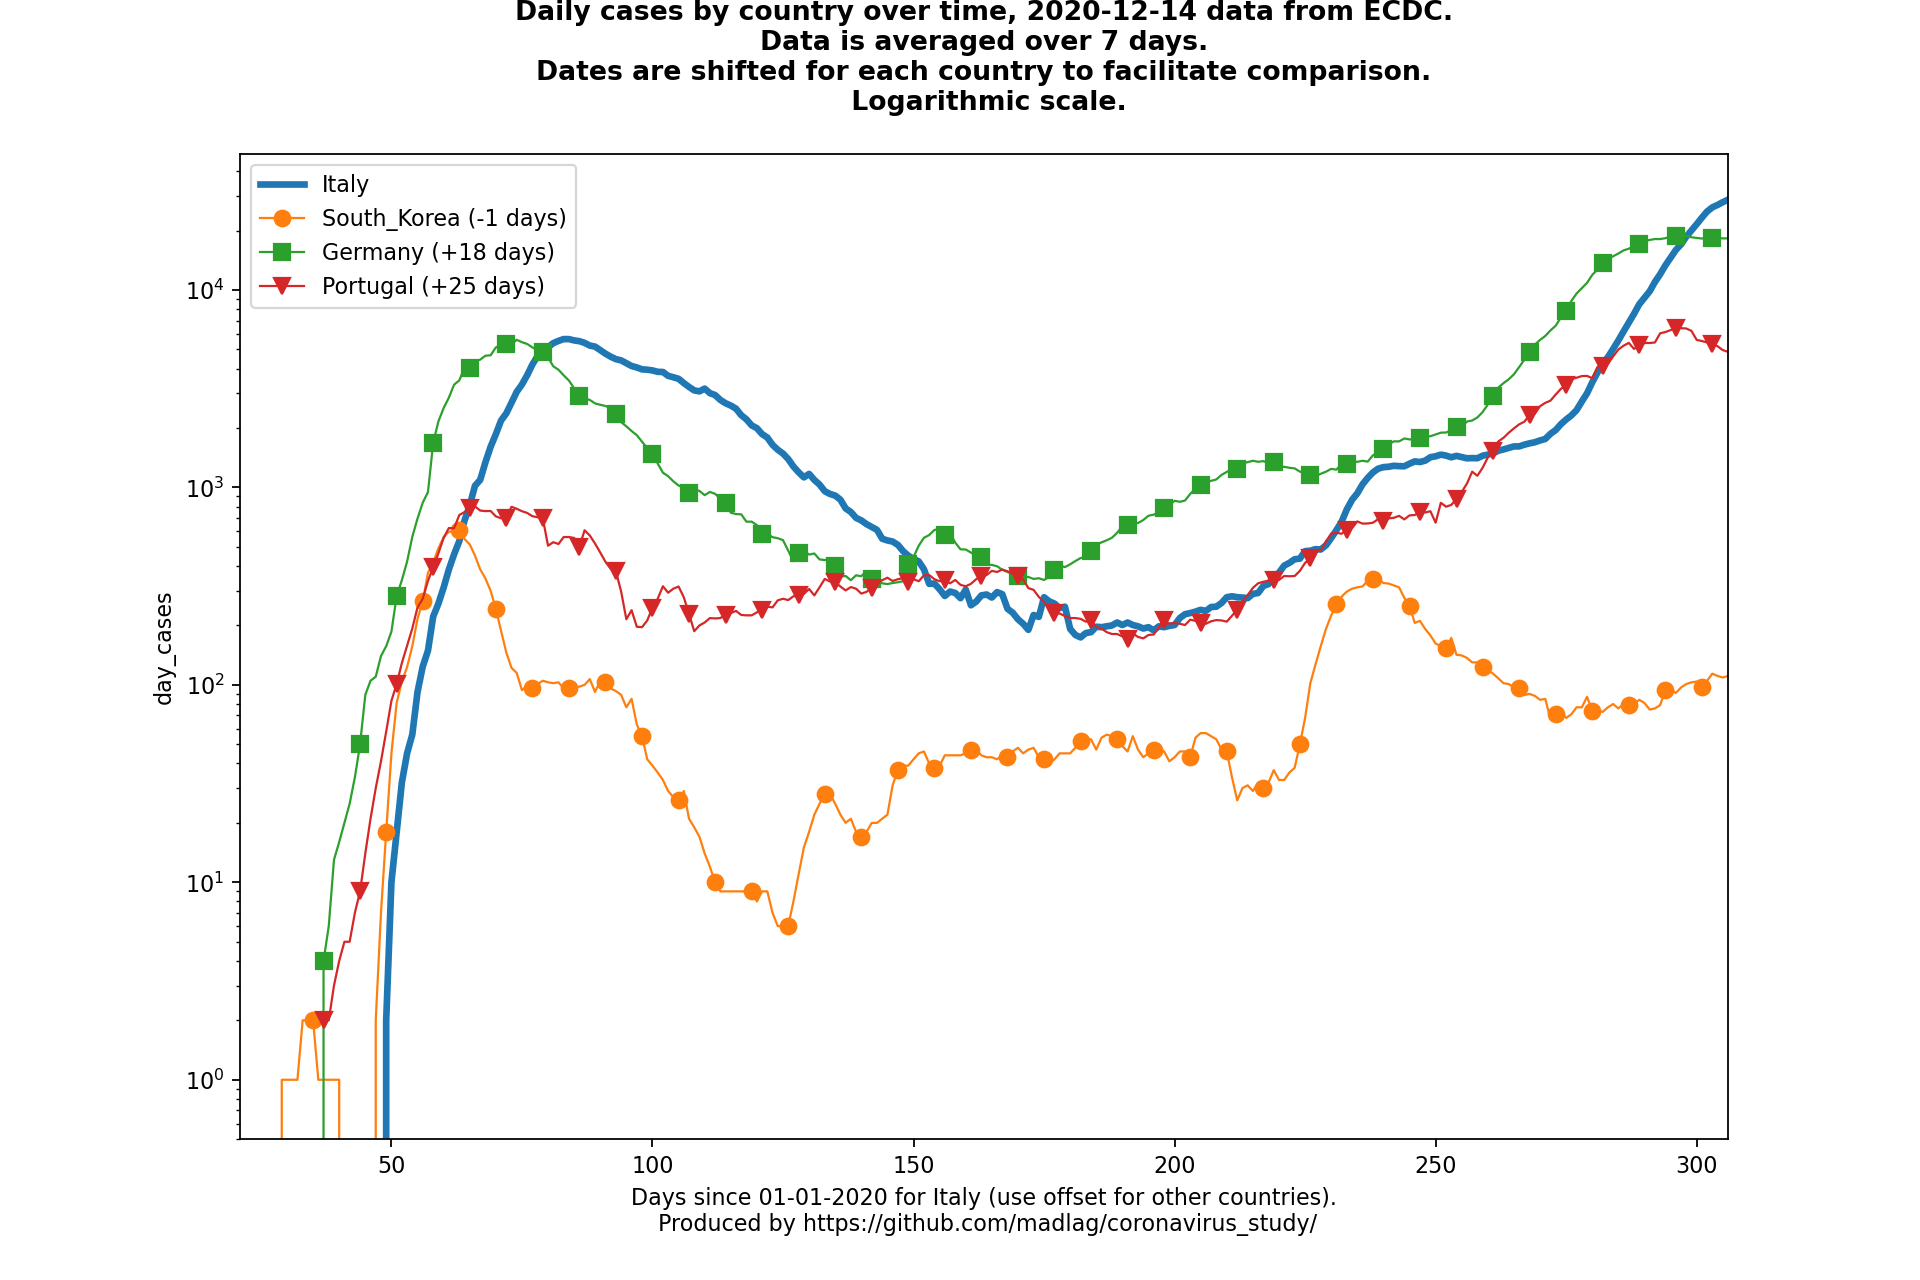 Daily cases by country over time, 2020-12-14 data from ECDC.
Data is averaged over 7 days.
Dates are shifted for each country to facilitate comparison.
Logarithmic scale.
Italy
South_Korea (-1 days)
Germany (+18 days)
Portugal (+25 days)
day_cases
10⁴
10³
10²
10¹
10⁰
50 100 150 200 250 300
Days since 01-01-2020 for Italy (use offset for other countries).
Produced by https://github.com/madlag/coronavirus_study/